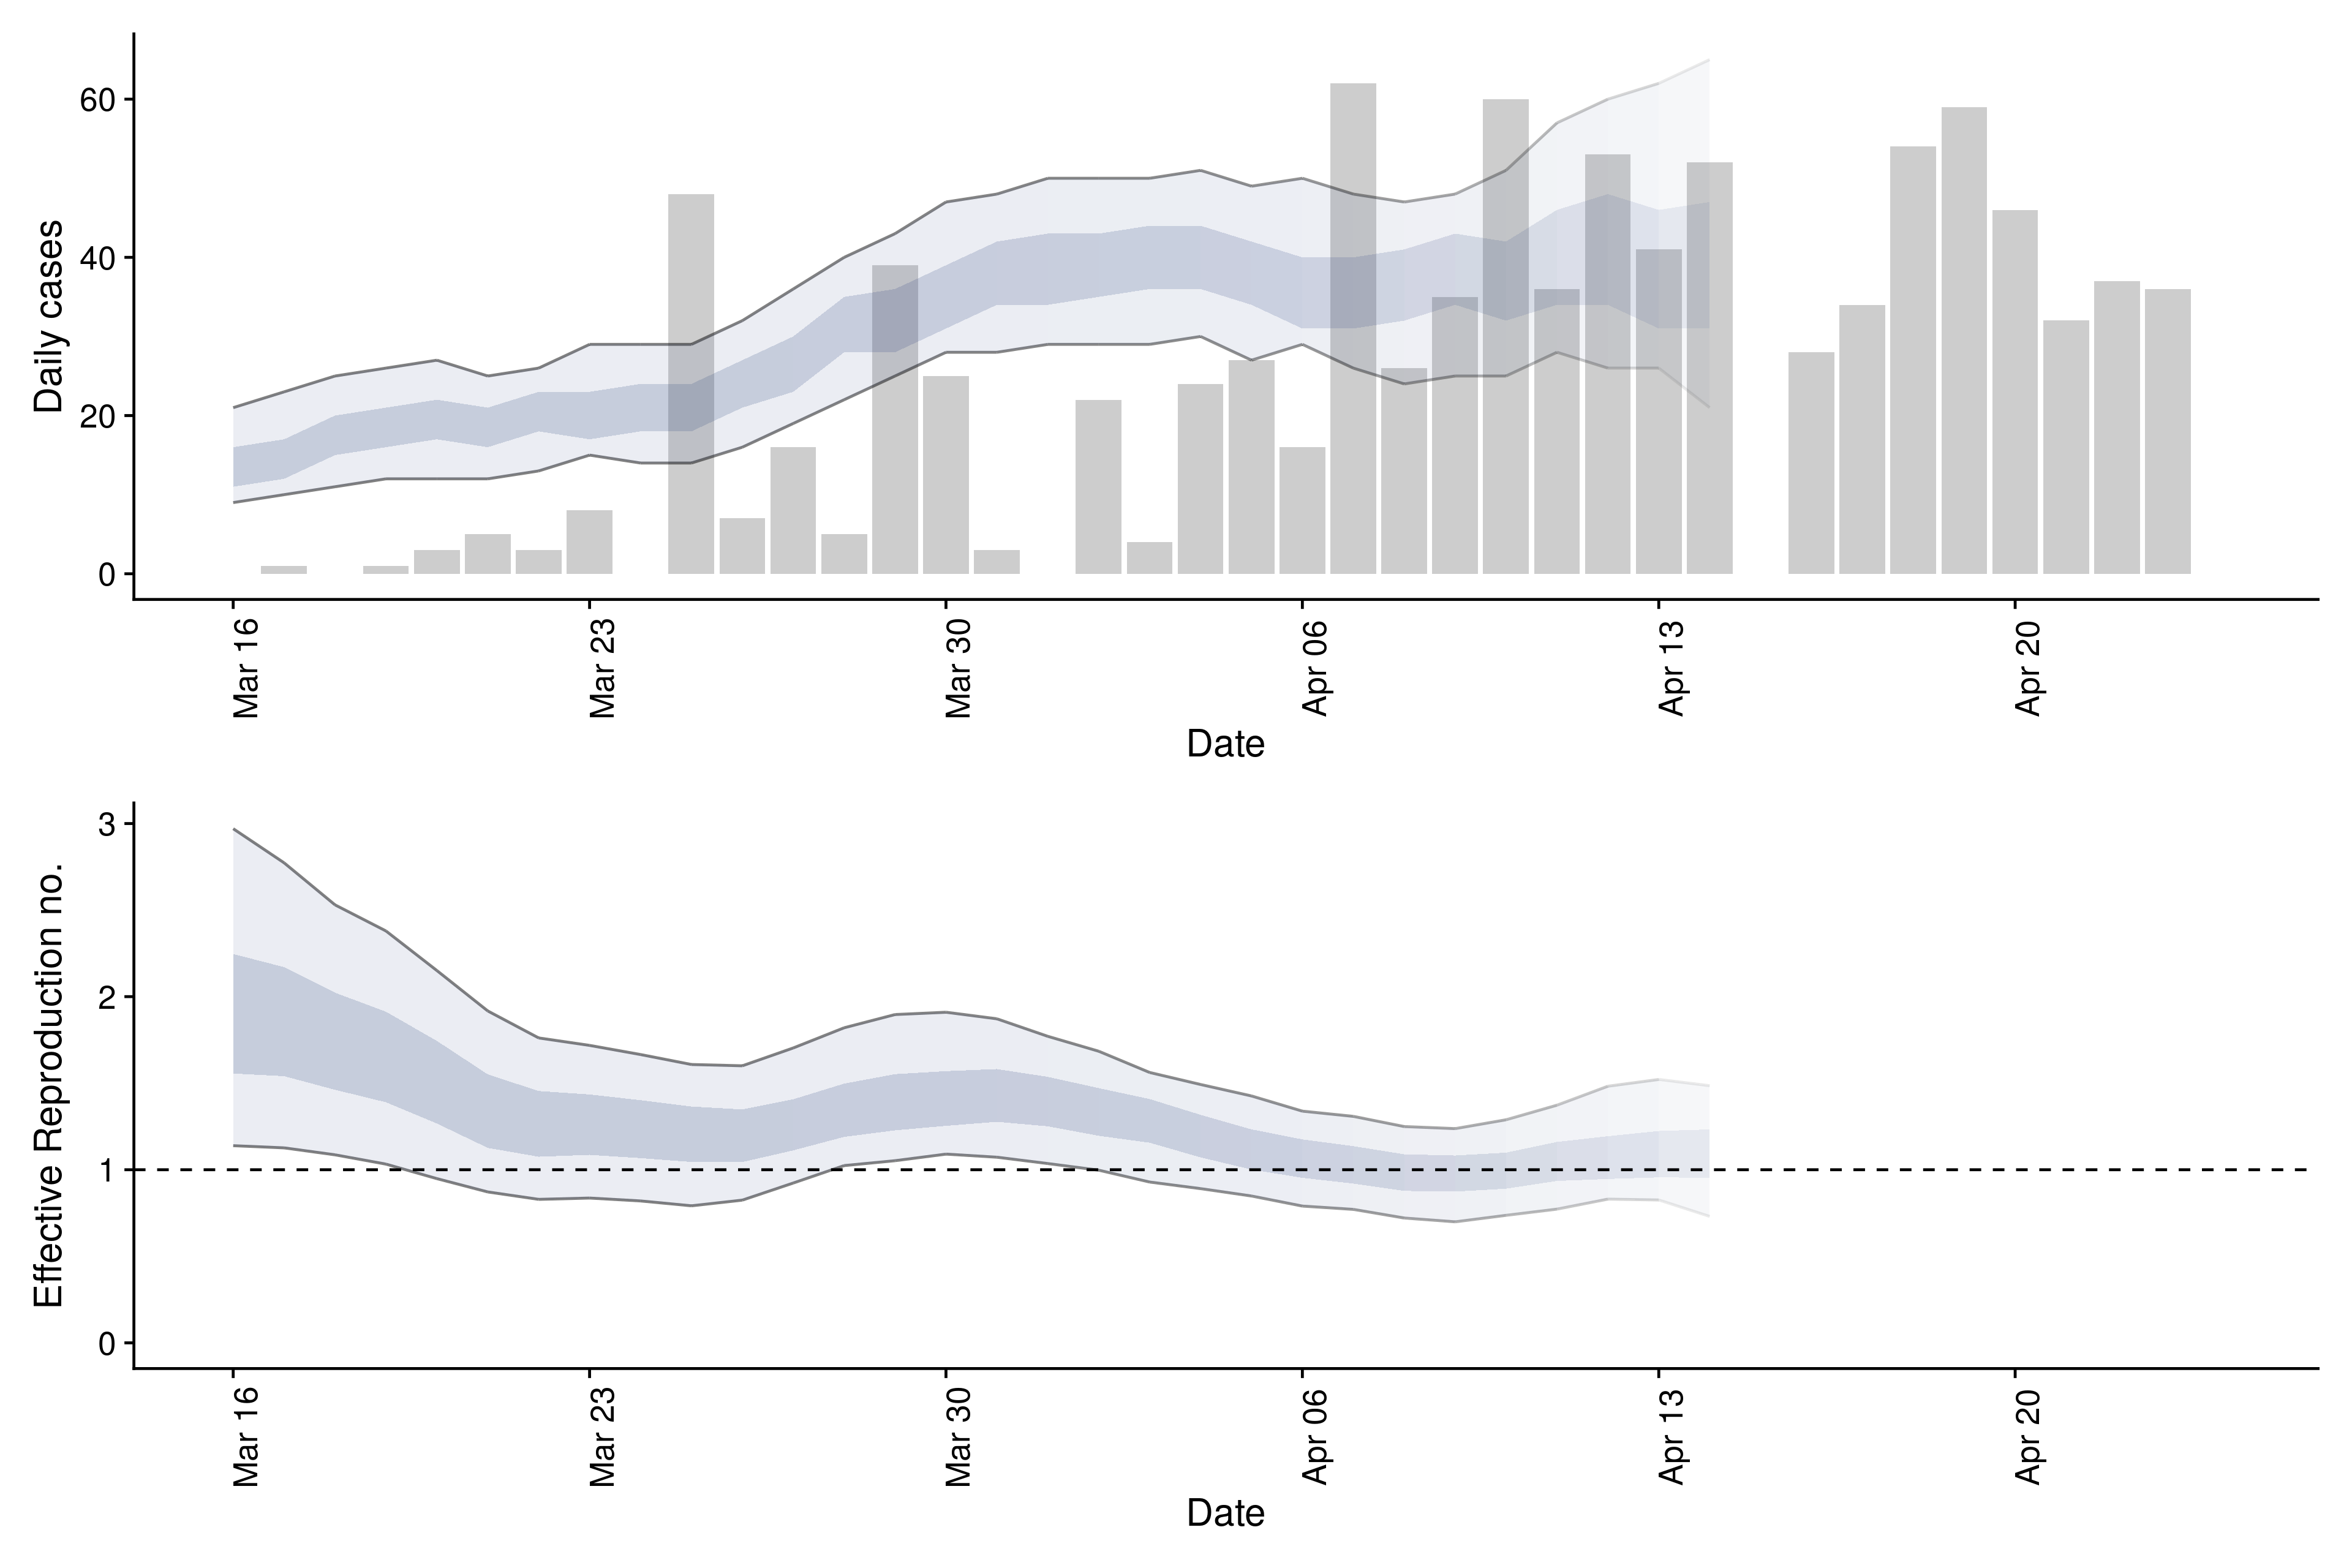 Daily cases
60
40
20
0
Mar 16
Mar 23
Mar 30
Apr 06
Apr 13
Apr 20
Date
Effective Reproduction no.
3
2
1
0
Mar 16
Mar 23
Mar 30
Apr 06
Apr 13
Apr 20
Date